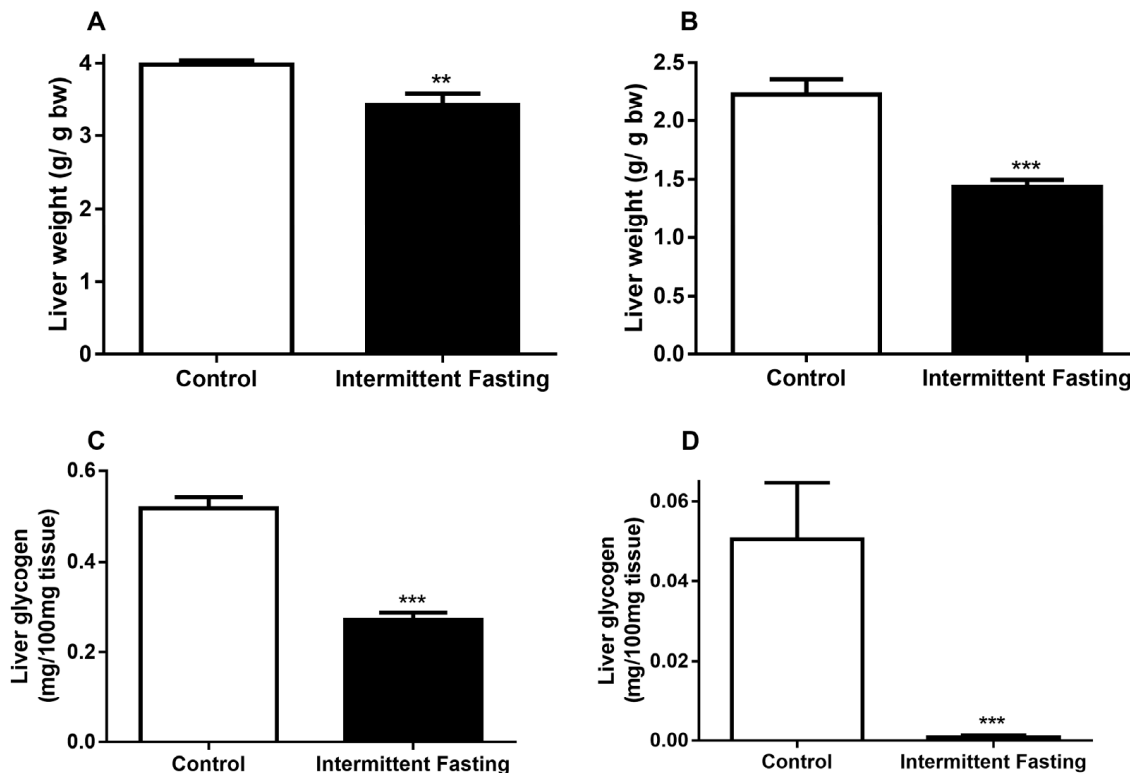 A
Liver weight (g/ g bw)
4
3
2
1
0
**
Control
Intermittent Fasting
B
Liver weight (g/ g bw)
2.5
2.0
1.5
1.0
0.5
0.0
***
Control
Intermittent Fasting
C
Liver glycogen
(mg/100mg tissue)
0.6
0.4
0.2
0.0
***
Control
Intermittent Fasting
D
Liver glycogen
(mg/100mg tissue)
0.06
0.04
0.02
0.00
***
Control
Intermittent Fasting